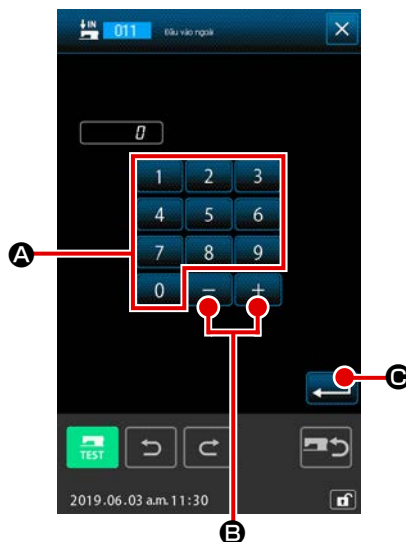 IN 011 Đầu vào ngoài
0
1 2 3
A
4 5 6
7 8 9
0 − +
C
TEST
2019.06.03 a.m.11:30
B